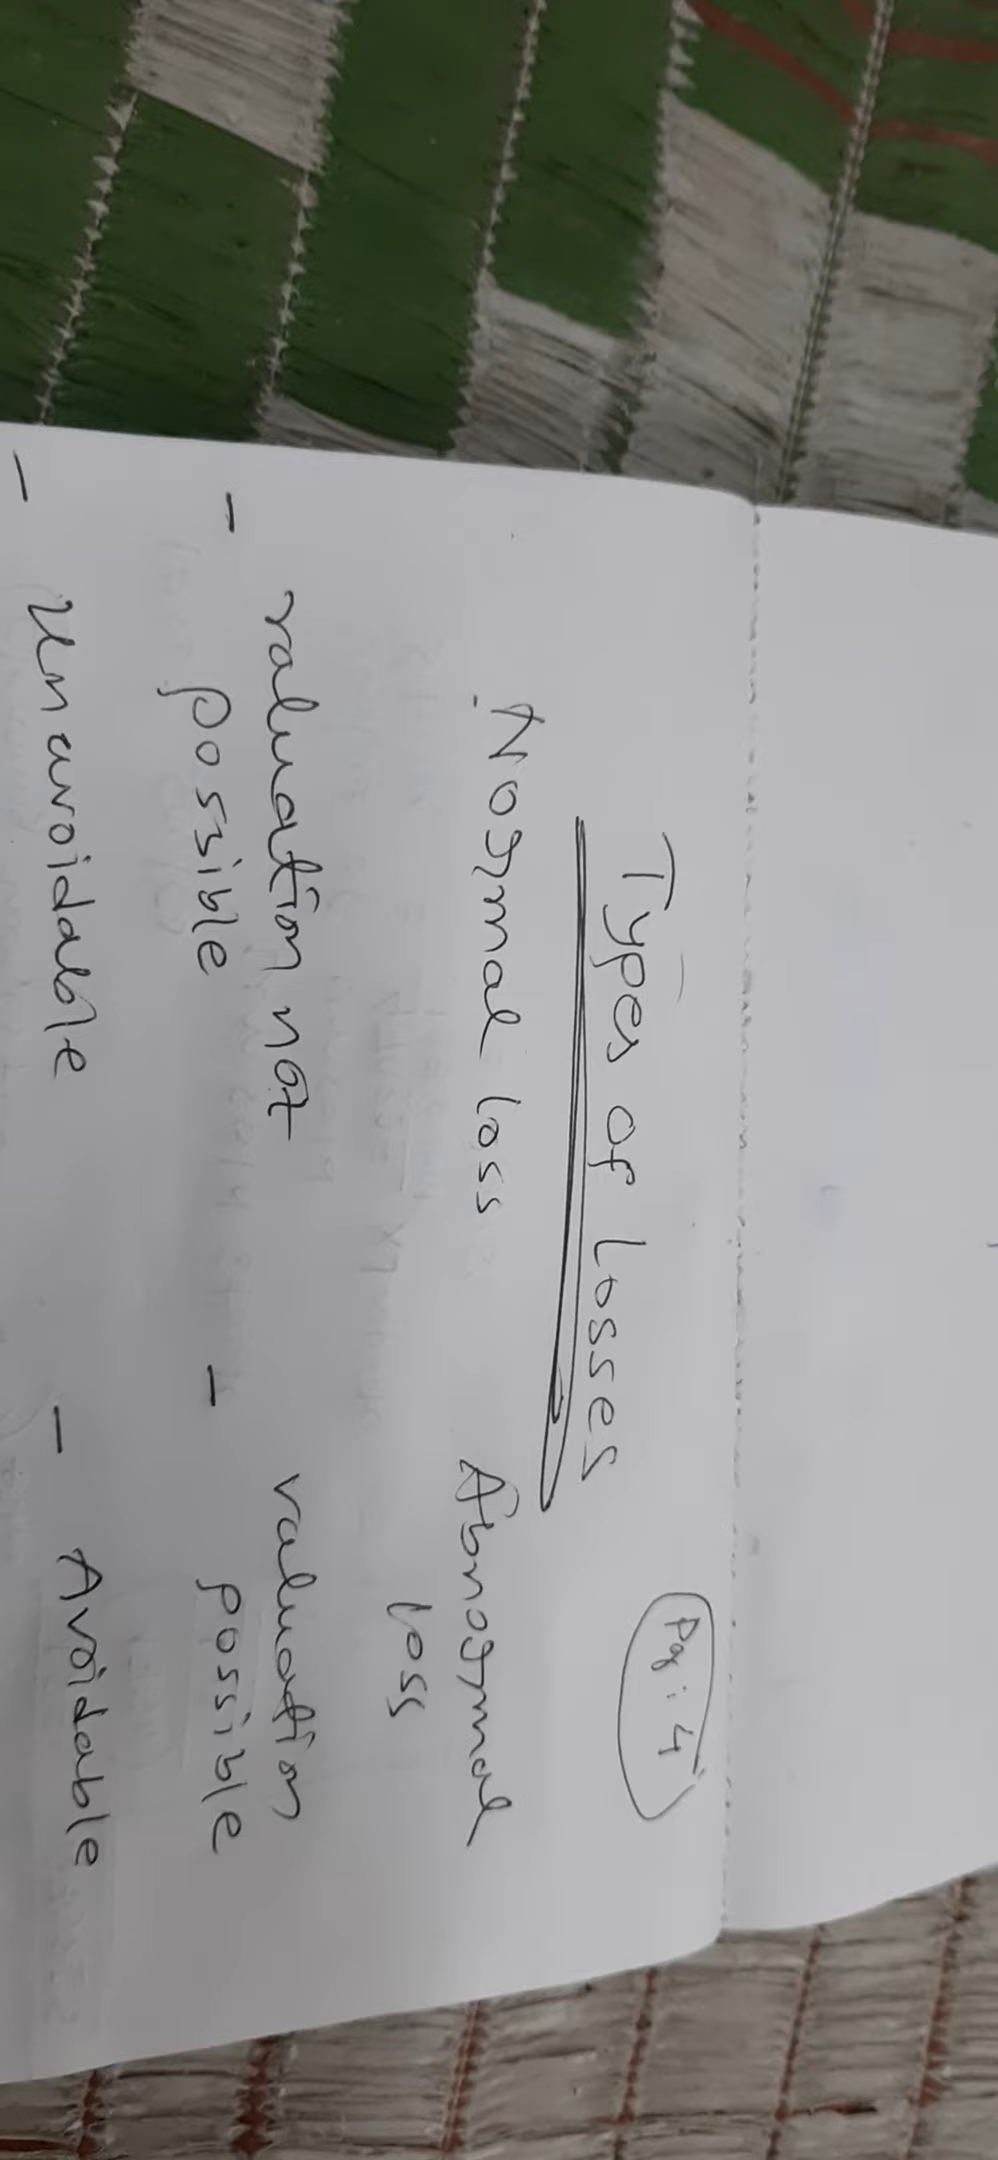 Pg: 4
Types of Losses
Normal loss Abnormal
loss
- valuation not - valuation
possible possible
- Unavoidable - Avoidable